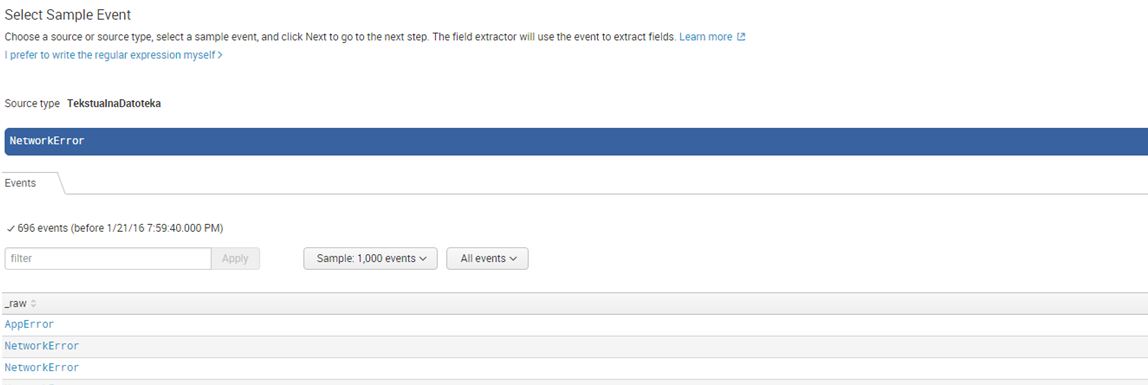 Select Sample Event
Choose a source or source type, select a sample event, and click Next to go to the next step. The field extractor will use the event to extract fields. Learn more
I prefer to write the regular expression myself >
Source type TekstualnaDatoteka
NetworkError
Events
✓ 696 events (before 1/21/16 7:59:40.000 PM)
filter Apply Sample: 1,000 events All events
_raw
AppError
NetworkError
NetworkError